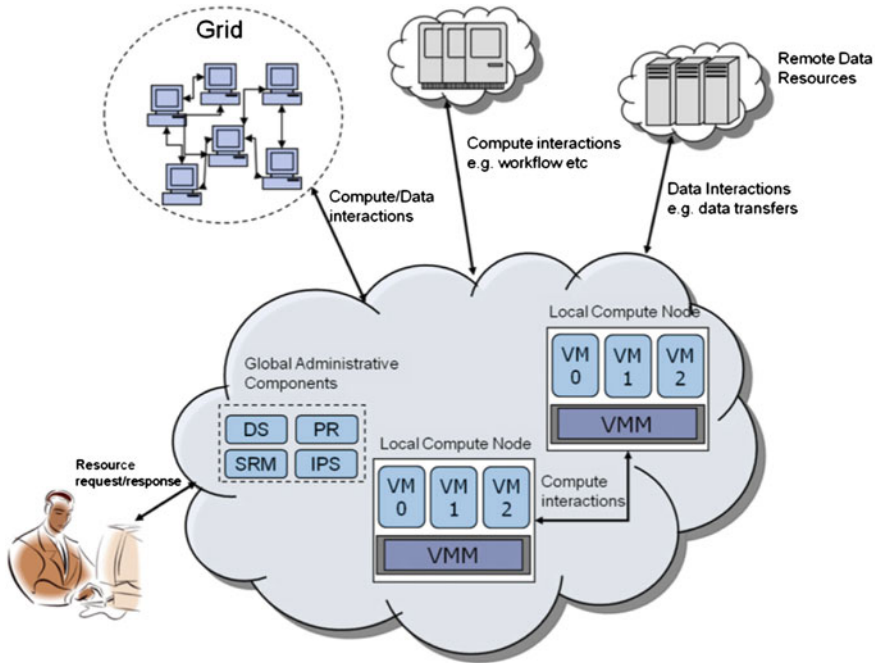 Grid
Remote Data
Resources
Compute interactions
e.g. workflow etc
Compute/Data
interactions
Data Interactions
e.g. data transfers
Local Compute Node
VM
0
VM
1
VM
2
VMM
Global Administrative
Components
DS
PR
SRM
IPS
Local Compute Node
VM
0
VM
1
VM
2
VMM
Compute
interactions
Resource
request/response